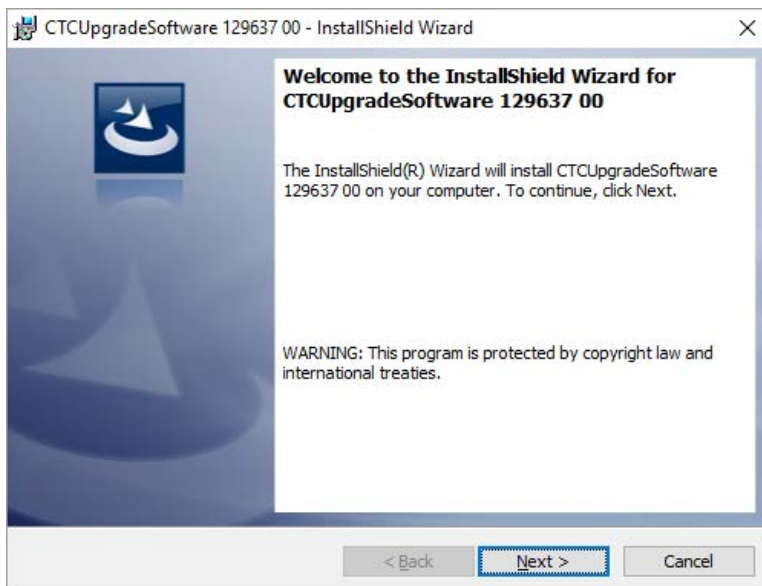 CTCUpgradeSoftware 129637 00 - InstallShield Wizard
Welcome to the InstallShield Wizard for
CTCUpgradeSoftware 129637 00
The InstallShield(R) Wizard will install CTCUpgradeSoftware
129637 00 on your computer. To continue, click Next.
WARNING: This program is protected by copyright law and
international treaties.
< Back
Next >
Cancel